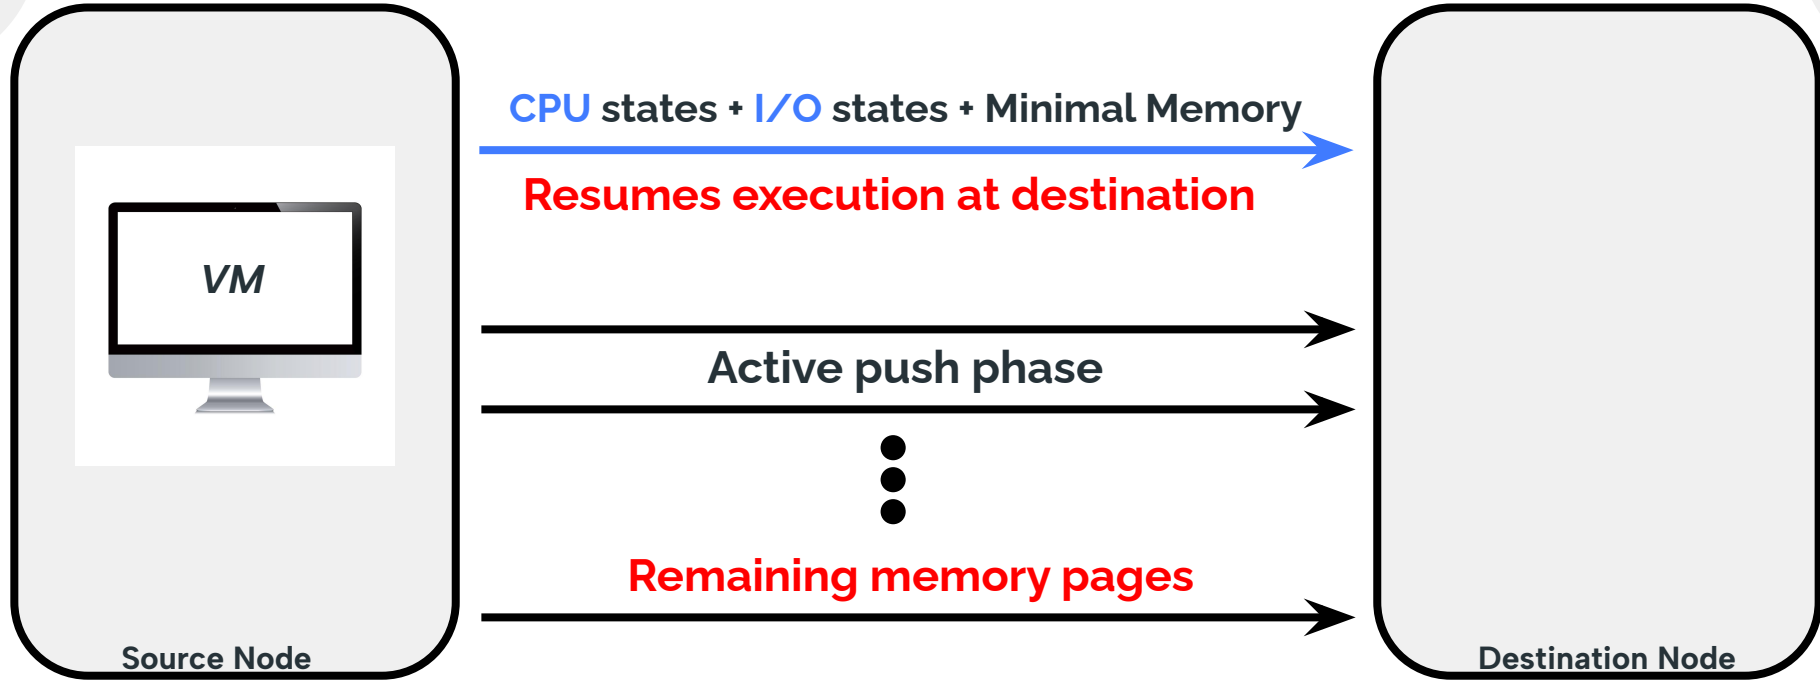 CPU states + I/O states + Minimal Memory
Resumes execution at destination
VM
Active push phase
Remaining memory pages
Source Node
Destination Node